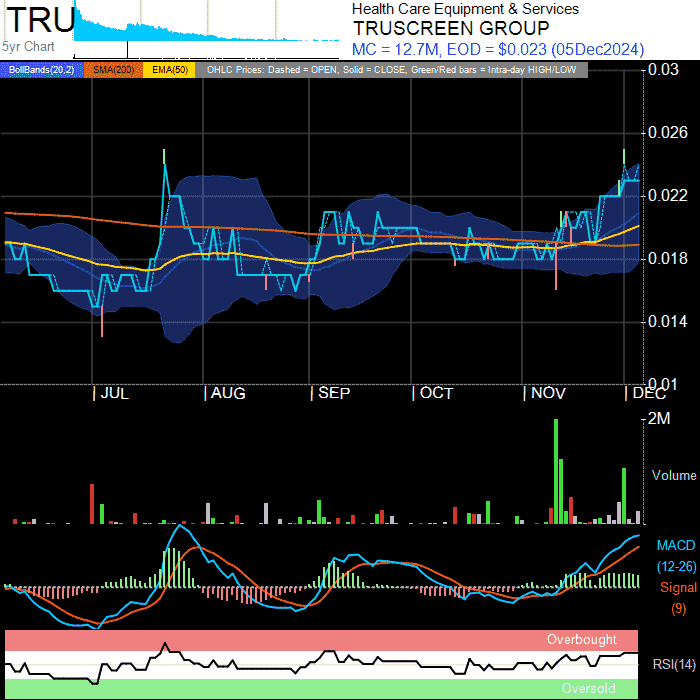 TRU
5yr Chart
Health Care Equipment & Services
TRUSCREEN GROUP
MC = 12.7M, EOD = $0.023 (05Dec2024)
BollBands(20,2) SMA(200) EMA(50) OHLC Prices: Dashed = OPEN, Solid = CLOSE, Green/Red bars = Intra-day HIGH/LOW
0.03
0.026
0.022
0.018
0.014
0.01
JUL AUG SEP OCT NOV DEC
2M
Volume
MACD
(12-26)
Signal
(9)
Overbought
RSI(14)
Oversold